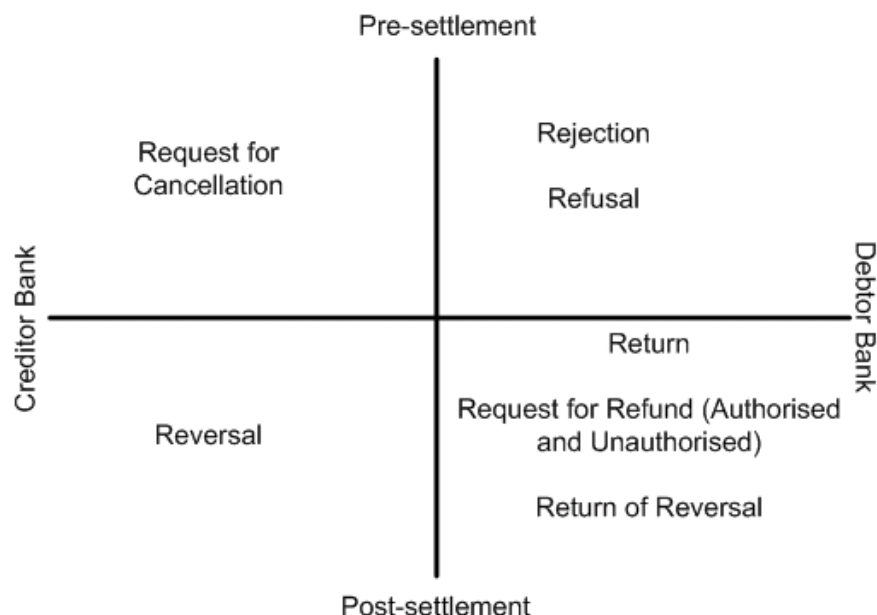 Pre-settlement
Request for
Cancellation
Rejection
Refusal
Creditor Bank
Debtor Bank
Return
Request for Refund (Authorised
and Unauthorised)
Reversal
Return of Reversal
Post-settlement